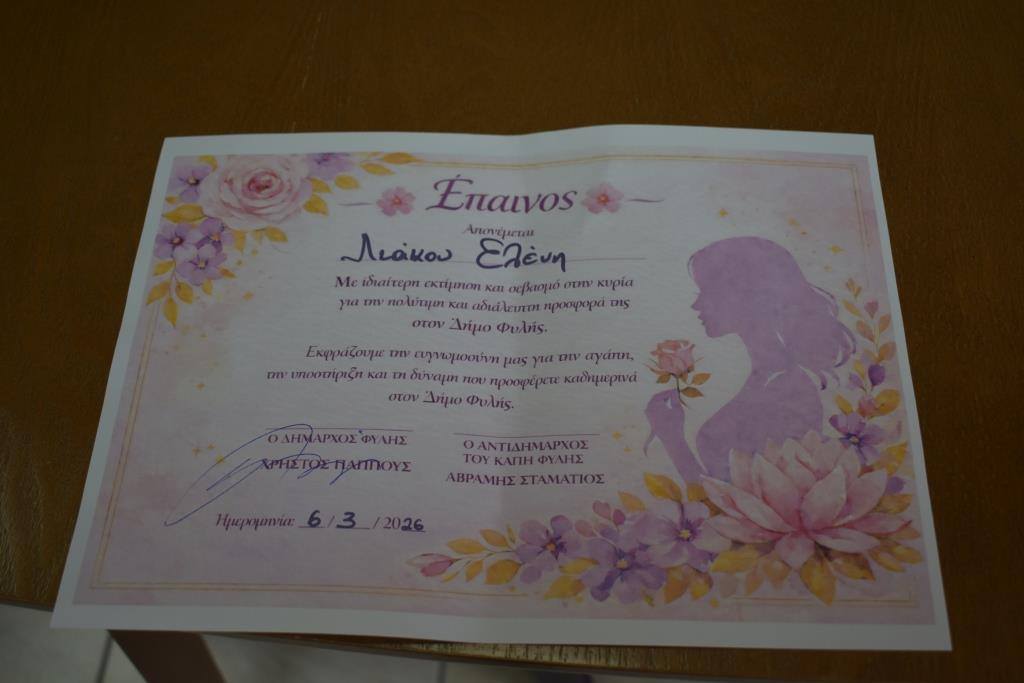 Έπαινος
Απονέμεται
Λιάκου Ελένη
Με ιδιαίτερη εκτίμηση και σεβασμό στην κυρία
για την πολύτιμη και αδιάλειπτη προσφορά της
στον Δήμο Φυλής.
Εκφράζουμε την ευγνωμοσύνη μας για την αγάπη,
την υποστήριξη και τη δύναμη που προσφέρετε καθημερινά
στον Δήμο Φυλής.
Ο ΔΗΜΑΡΧΟΣ ΦΥΛΗΣ
ΧΡΗΣΤΟΣ ΠΑΠΠΟΥΣ
Ο ΑΝΤΙΔΗΜΑΡΧΟΣ
ΤΟΥ ΚΑΠΗ ΦΥΛΗΣ
ΑΒΡΑΜΗΣ ΣΤΑΜΑΤΙΟΣ
Ημερομηνία: 6 / 3 / 2026